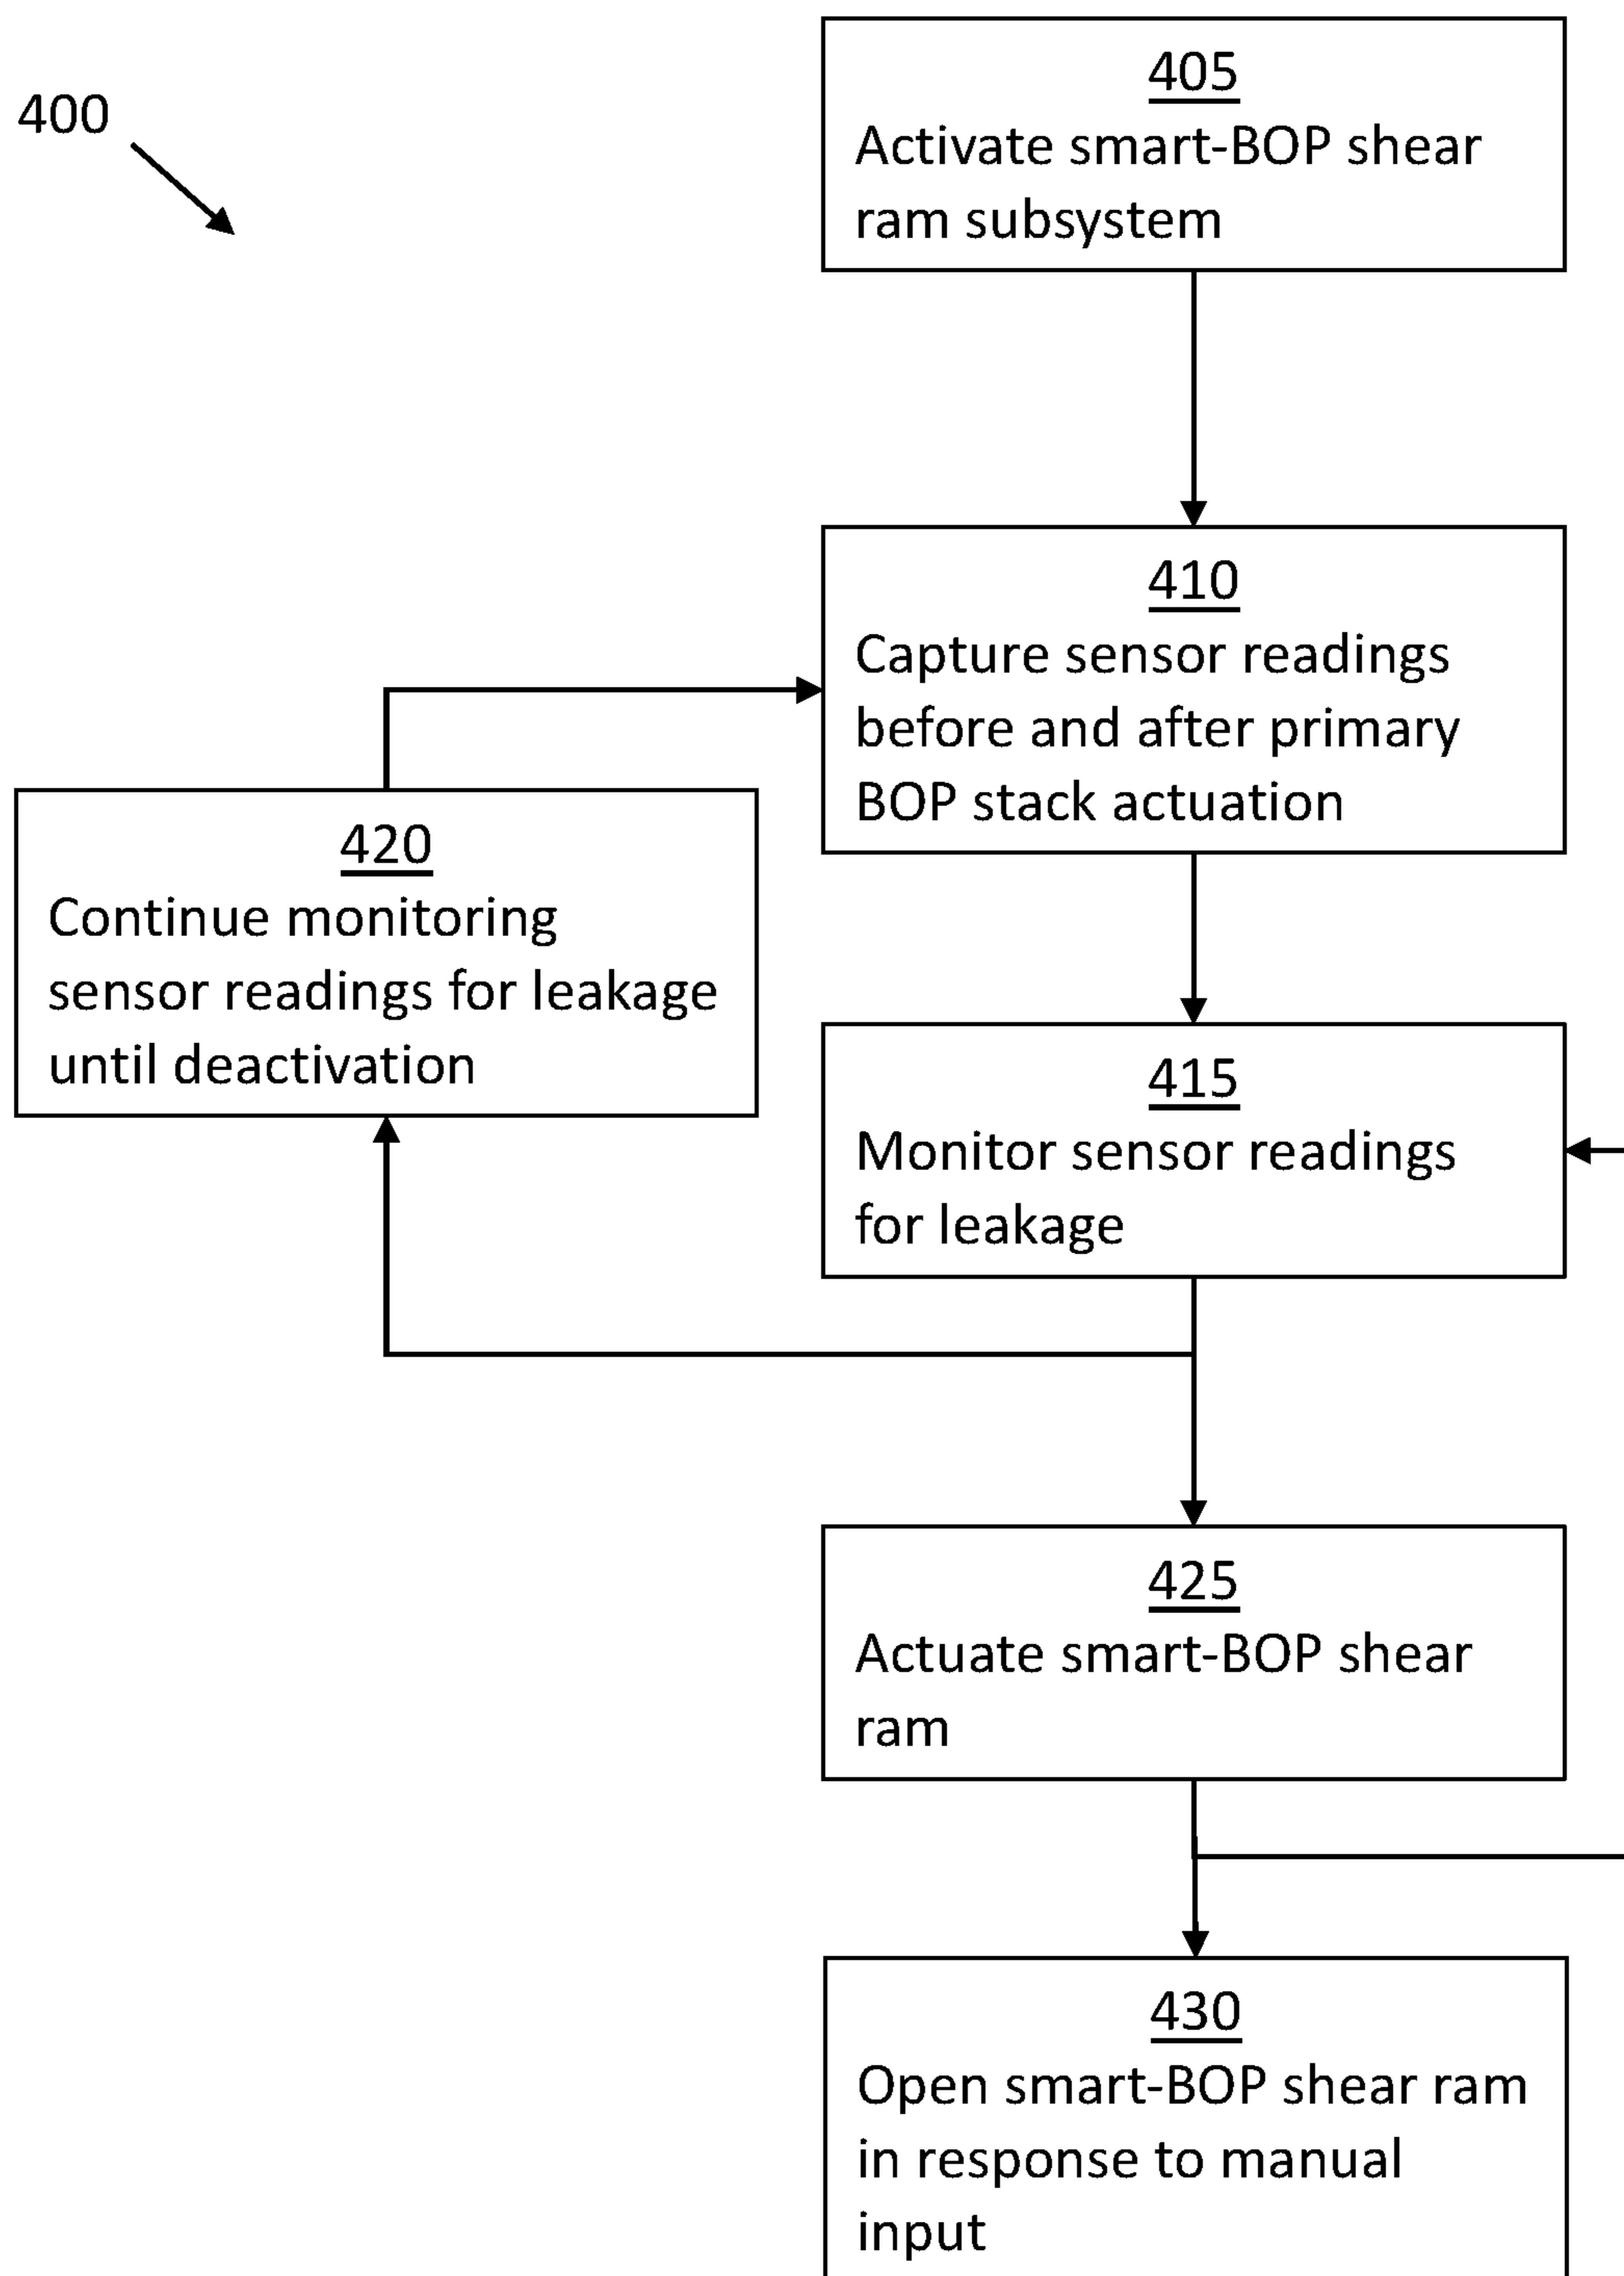 400
405
Activate smart-BOP shear
ram subsystem
410
Capture sensor readings
before and after primary
BOP stack actuation
420
Continue monitoring
sensor readings for leakage
until deactivation
415
Monitor sensor readings
for leakage
425
Actuate smart-BOP shear
ram
430
Open smart-BOP shear ram
in response to manual
input